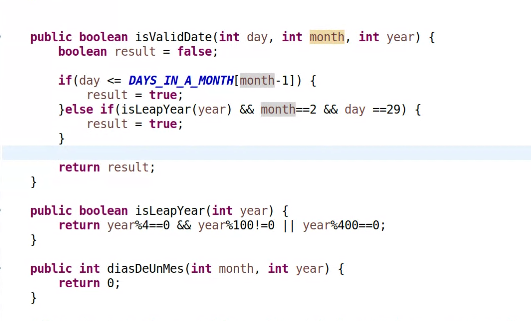 public boolean isValidDate(int day, int month, int year) {
boolean result = false;
if(day <= DAYS_IN_A_MONTH[month-1]) {
result = true;
}else if(isLeapYear(year) && month==2 && day ==29) {
result = true;
}
return result;
}
public boolean isLeapYear(int year) {
return year%4==0 && year%100!=0 || year%400==0;
}
public int diasDeUnMes(int month, int year) {
return 0;
}